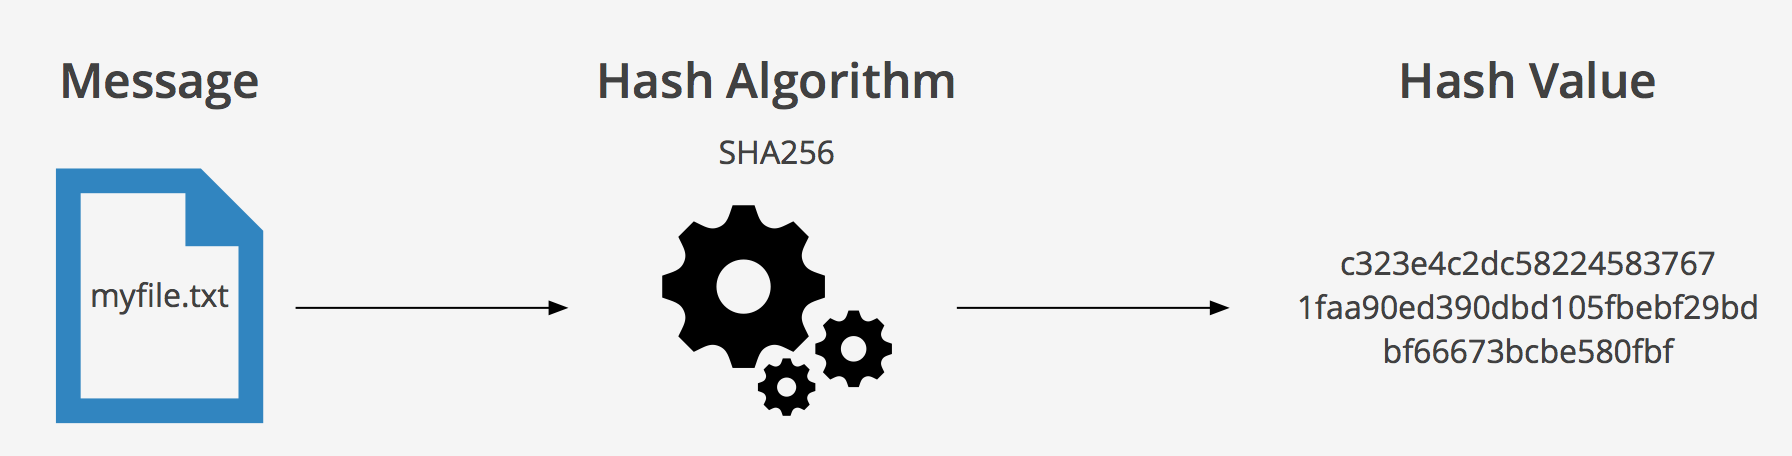 Message
Hash Algorithm
Hash Value
SHA256
myfile.txt
c323e4c2dc58224583767
1faa90ed390dbd105fbebf29bd
bf66673bcbe580fbf